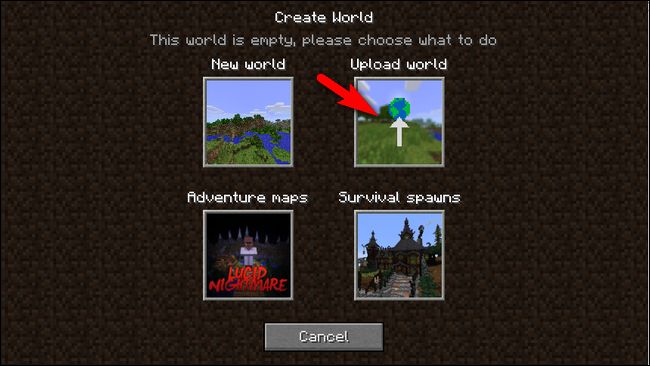 Create World
This world is empty, please choose what to do
New world
Upload world
Adventure maps
Survival spawns
LUCID
NIGHTMARE
Cancel